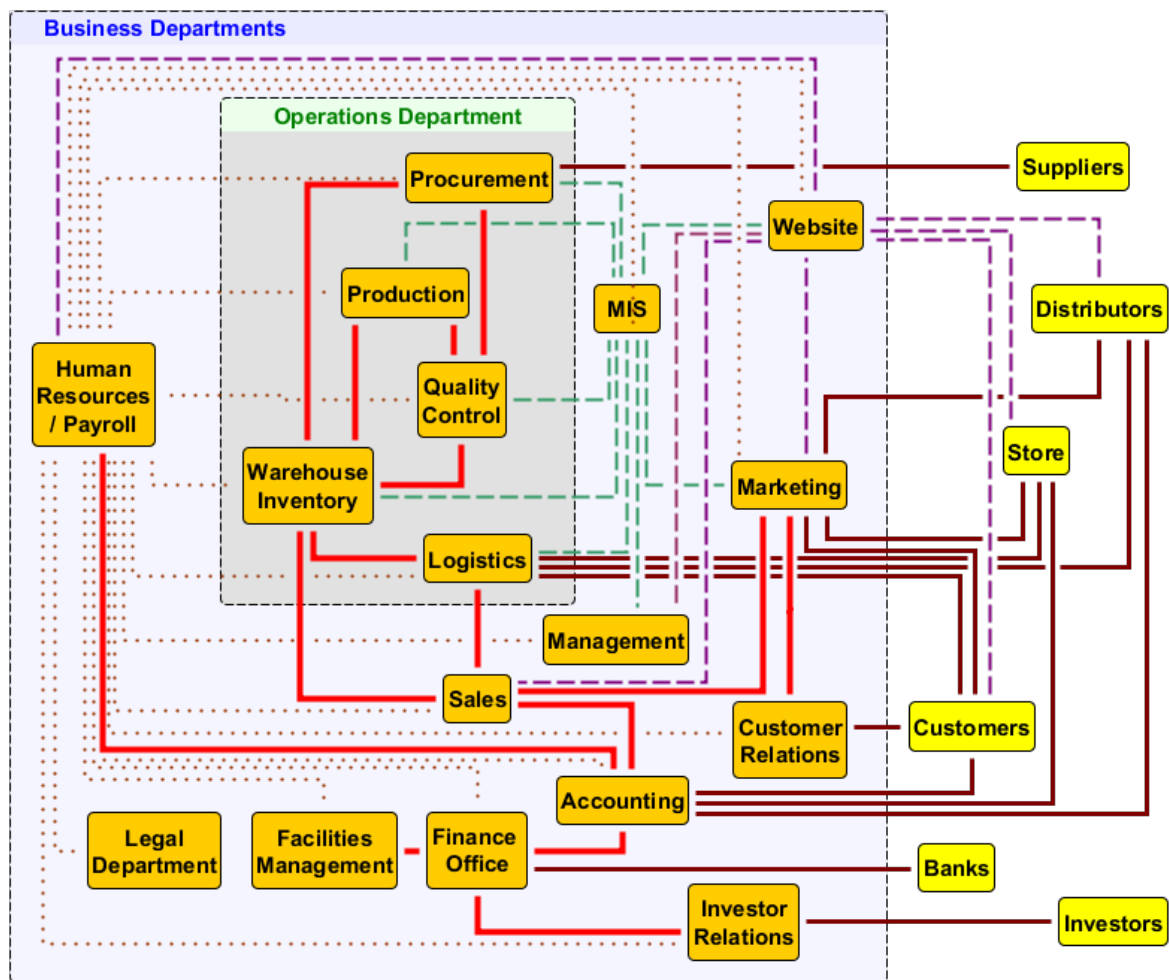 Business Departments
Operations Department
Procurement
Suppliers
Website
Production
MIS
Distributors
Human
Resources
/ Payroll
Quality
Control
Store
Warehouse
Inventory
Marketing
Logistics
Management
Sales
Customer
Relations
Customers
Accounting
Legal
Department
Facilities
Management
Finance
Office
Banks
Investor
Relations
Investors